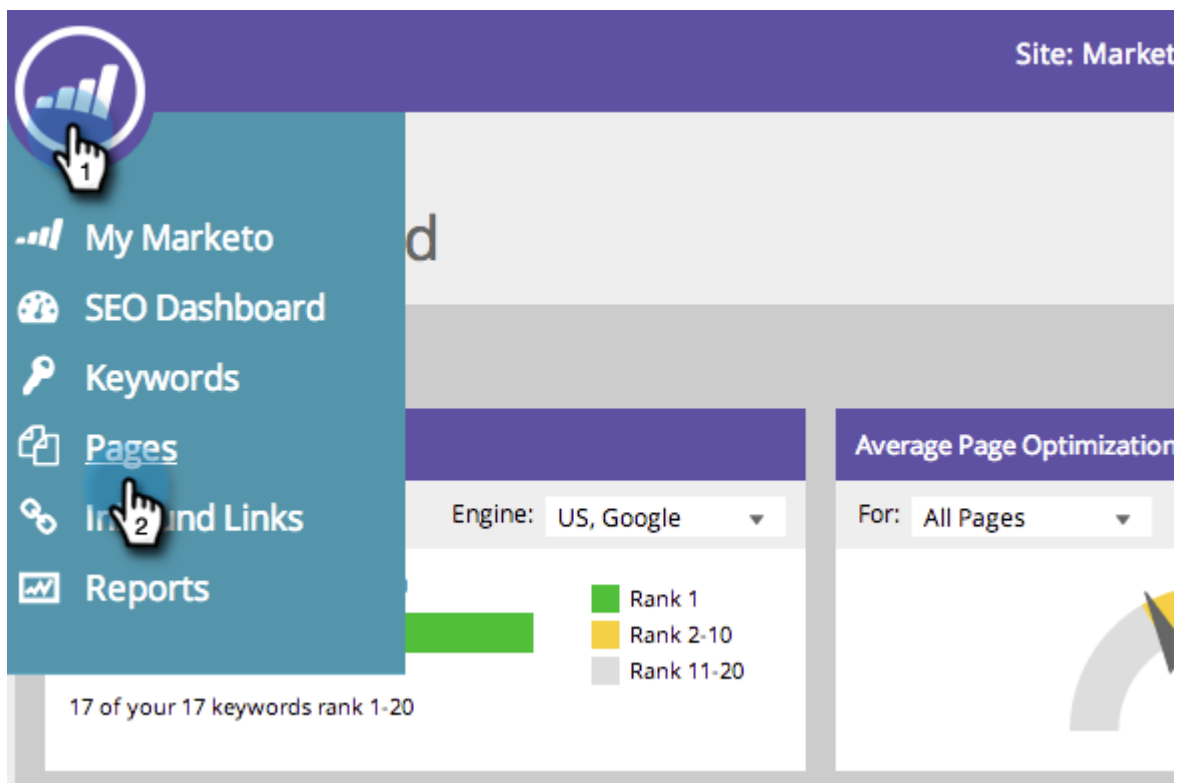 Site: Market
1
My Marketo
d
SEO Dashboard
Keywords
Pages
Average Page Optimization
2
Links
Engine: US, Google
For: All Pages
Reports
Rank 1
Rank 2-10
Rank 11-20
17 of your 17 keywords rank 1-20